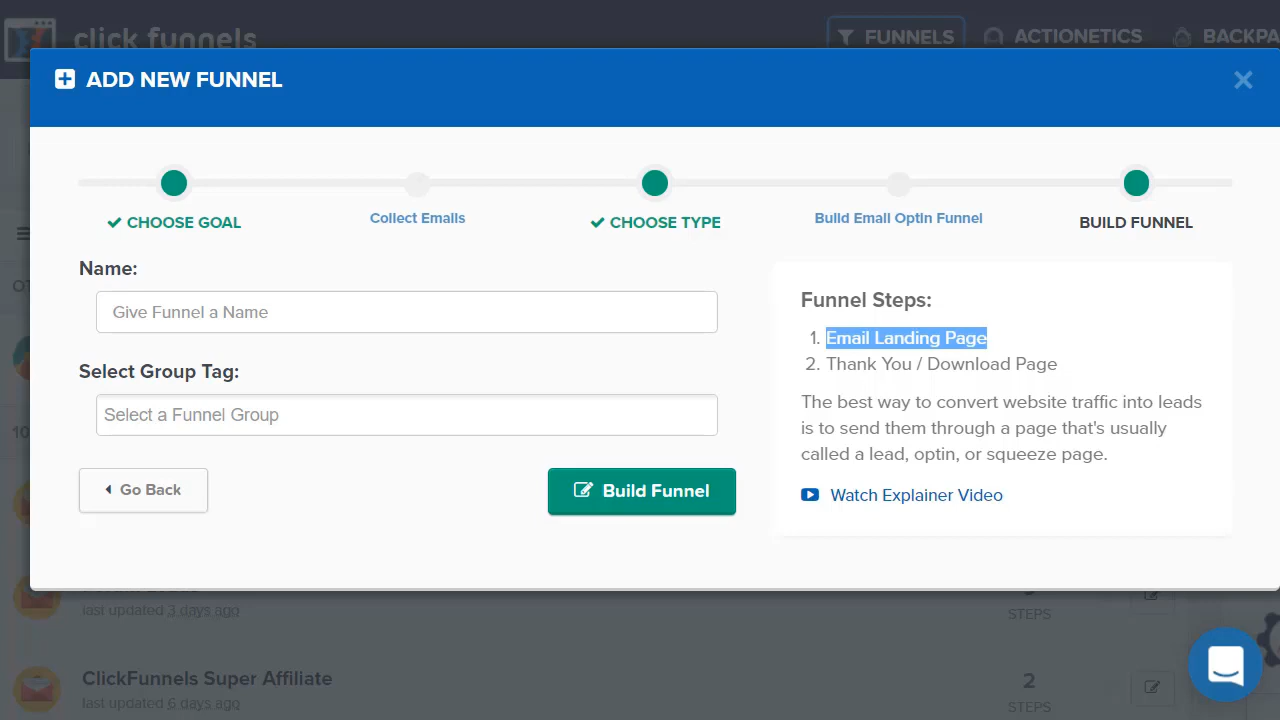 click funnels
FUNNELS
ACTIONETICS
ADD NEW FUNNEL
CHOOSE GOAL
Collect Emails
CHOOSE TYPE
Build Email Optin Funnel
BUILD FUNNEL
Name:
Give Funnel a Name
Select Group Tag:
Select a Funnel Group
Go Back
Build Funnel
Funnel Steps:
1. Email Landing Page
2. Thank You / Download Page
The best way to convert website traffic into leads
is to send them through a page that's usually
called a lead, optin, or squeeze page.
Watch Explainer Video
last updated 3 days ago
STEPS
ClickFunnels Super Affiliate
last updated 6 days ago
2
STEPS